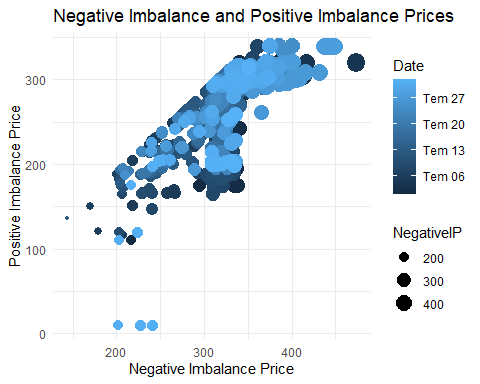 Negative Imbalance and Positive Imbalance Prices
Positive Imbalance Price
300
200
100
0
200
300
400
Negative Imbalance Price
Date
Tem 27
Tem 20
Tem 13
Tem 06
NegativeIP
200
300
400